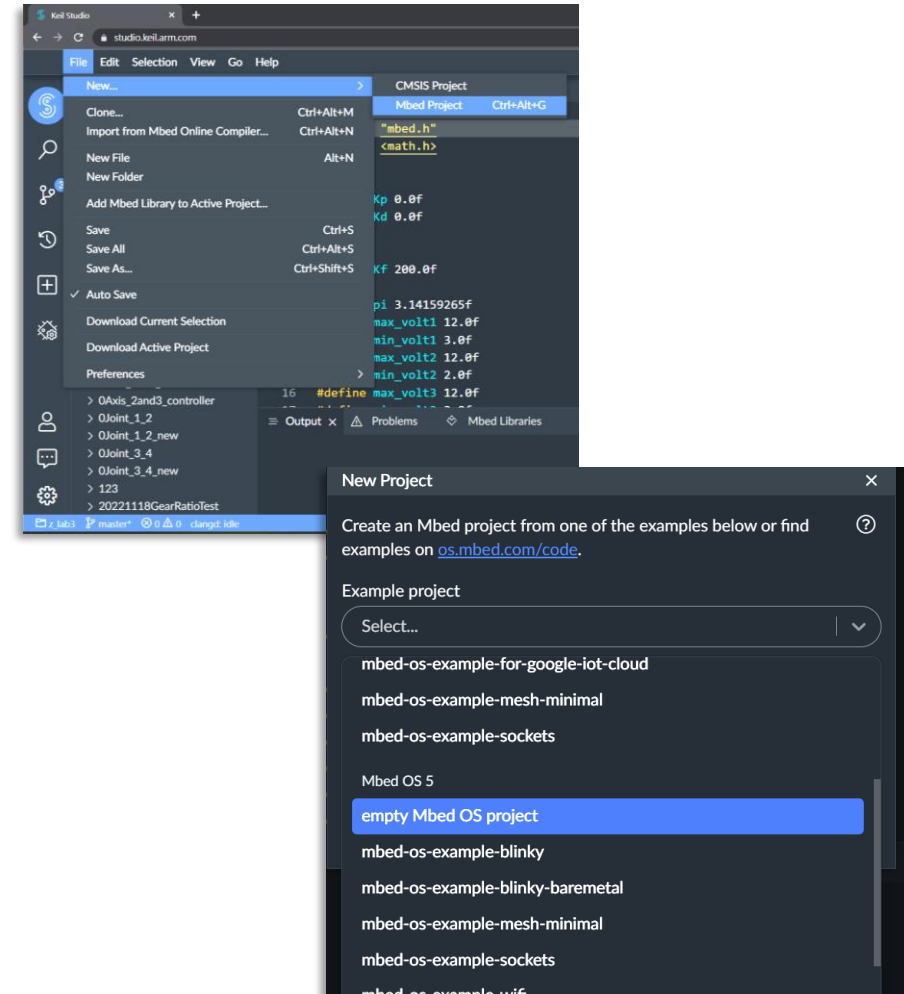 Keil Studio
studio.keil.arm.com
File Edit Selection View Go Help
New...
CMSIS Project
Mbed Project Ctrl+Alt+G
Clone... Ctrl+Alt+M
Import from Mbed Online Compiler... Ctrl+Alt+N
New File Alt+N
New Folder
Add Mbed Library to Active Project...
Save Ctrl+S
Save All Ctrl+Alt+S
Save As... Ctrl+Shift+S
Auto Save
Download Current Selection
Download Active Project
Preferences
"mbed.h"
<math.h>
Kp 0.0f
Kd 0.0f
Kf 200.0f
pi 3.14159265f
max_volt1 12.0f
min_volt1 3.0f
max_volt2 12.0f
min_volt2 2.0f
16 #define max_volt3 12.0f
0Axis_2and3_controller
0Joint_1_2
0Joint_1_2_new
0Joint_3_4
0Joint_3_4_new
123
20221118GearRatioTest
Output Problems Mbed Libraries
z_lab3 master* 0 0 clangd: idle
New Project
Create an Mbed project from one of the examples below or find
examples on os.mbed.com/code.
Example project
Select...
mbed-os-example-for-google-iot-cloud
mbed-os-example-mesh-minimal
mbed-os-example-sockets
Mbed OS 5
empty Mbed OS project
mbed-os-example-blinky
mbed-os-example-blinky-baremetal
mbed-os-example-mesh-minimal
mbed-os-example-sockets
mbed-os-example-wifi